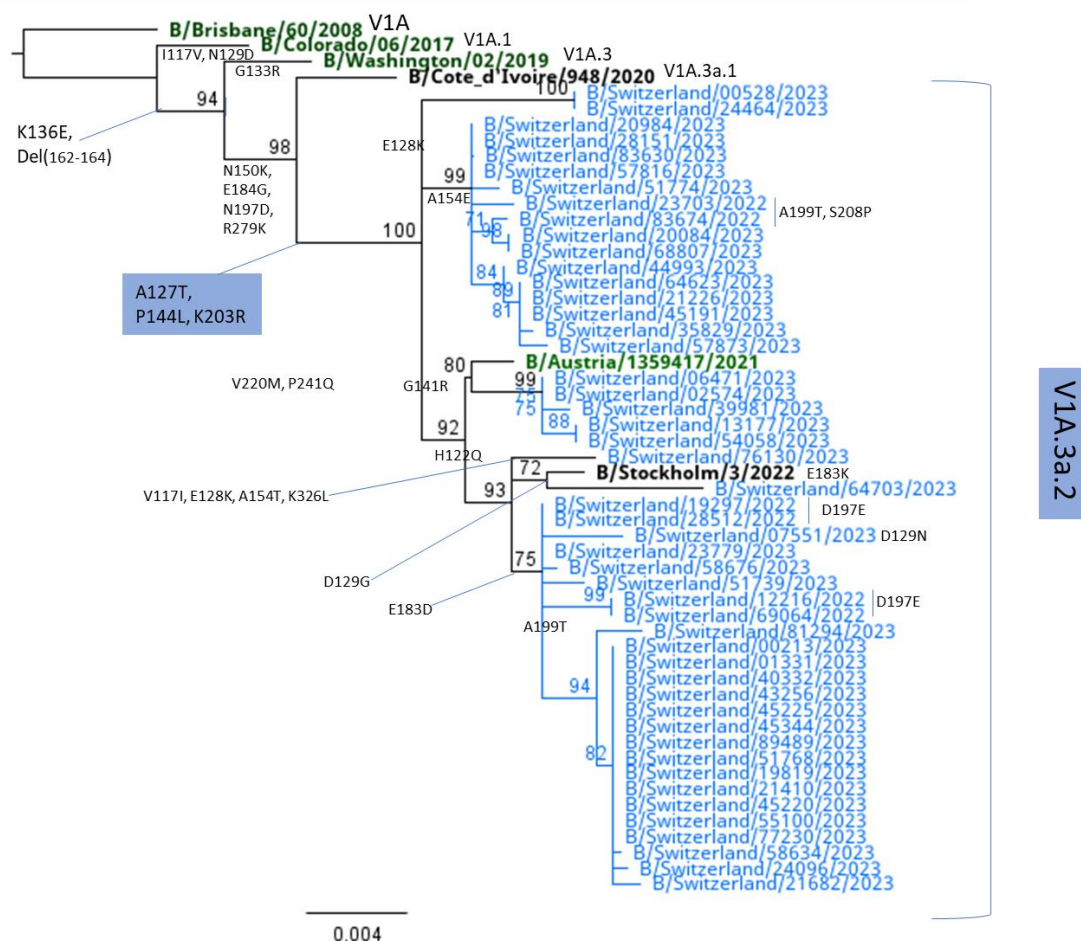 B/Brisbane/60/2008 V1A
B/Colorado/06/2017 V1A.1
I117V, N129D
B/Washington/02/2019 V1A.3
G133R
B/Cote_d'Ivoire/948/2020 V1A.3a.1
100
B/Switzerland/00528/2023
94
B/Switzerland/24464/2023
K136E,
Del(162-164)
B/Switzerland/20984/2023
98
E128K
B/Switzerland/28151/2023
B/Switzerland/83630/2023
N150K,
E184G,
N197D,
R279K
99
B/Switzerland/57816/2023
A154E
B/Switzerland/51774/2023
B/Switzerland/23703/2022
A199T, S208P
71
B/Switzerland/83674/2022
98
100
B/Switzerland/20084/2023
B/Switzerland/68807/2023
84
B/Switzerland/44993/2023
A127T,
P144L, K203R
89
B/Switzerland/64623/2023
B/Switzerland/21226/2023
81
B/Switzerland/45191/2023
B/Switzerland/35829/2023
B/Switzerland/57873/2023
80
B/Austria/1359417/2021
V220M, P241Q
G141R
99
B/Switzerland/06471/2023
75
B/Switzerland/02574/2023
75
B/Switzerland/39981/2023
88
B/Switzerland/13177/2023
92
B/Switzerland/54058/2023
H122Q
B/Switzerland/76130/2023
72
B/Stockholm/3/2022 E183K
V117I, E128K, A154T, K326L
93
B/Switzerland/64703/2023
B/Switzerland/19297/2022
D197E
B/Switzerland/28512/2022
B/Switzerland/07551/2023 D129N
75
B/Switzerland/23779/2023
D129G
B/Switzerland/58676/2023
B/Switzerland/51739/2023
E183D
99
B/Switzerland/12216/2022
D197E
B/Switzerland/69064/2022
A199T
B/Switzerland/81294/2023
B/Switzerland/00213/2023
B/Switzerland/01331/2023
94
B/Switzerland/40332/2023
B/Switzerland/43256/2023
B/Switzerland/45225/2023
B/Switzerland/45344/2023
82
B/Switzerland/89489/2023
B/Switzerland/51768/2023
B/Switzerland/19819/2023
B/Switzerland/21410/2023
B/Switzerland/45220/2023
B/Switzerland/55100/2023
B/Switzerland/77230/2023
B/Switzerland/58634/2023
B/Switzerland/24096/2023
B/Switzerland/21682/2023
V1A.3a.2
0.004